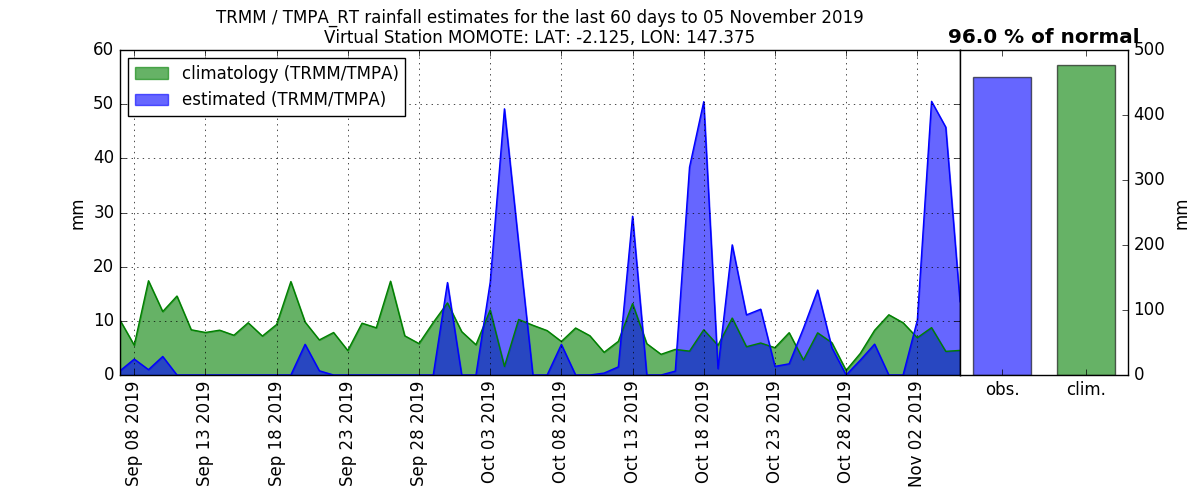 TRMM / TMPA_RT rainfall estimates for the last 60 days to 05 November 2019
Virtual Station MOMOTE: LAT: -2.125, LON: 147.375
96.0 % of normal
climatology (TRMM/TMPA)
estimated (TRMM/TMPA)
60
50
40
30
20
10
0
mm
Sep 08 2019
Sep 13 2019
Sep 18 2019
Sep 23 2019
Sep 28 2019
Oct 03 2019
Oct 08 2019
Oct 13 2019
Oct 18 2019
Oct 23 2019
Oct 28 2019
Nov 02 2019
obs.
clim.
500
400
300
200
100
0
mm